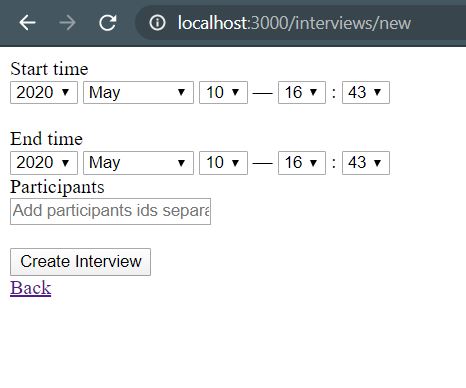 localhost:3000/interviews/new
Start time
2020 May 10 — 16 : 43
End time
2020 May 10 — 16 : 43
Participants
Add participants ids separa
Create Interview
Back